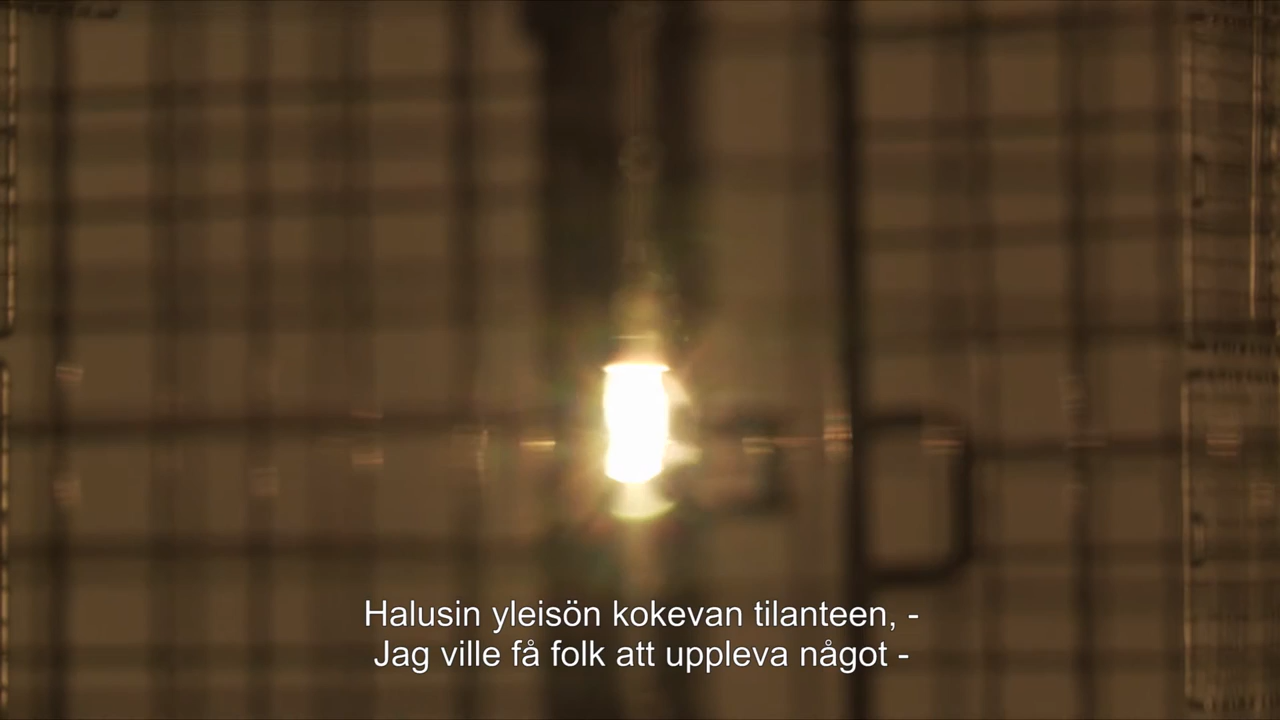 Halusin yleisön kokevan tilanteen, -
Jag ville få folk att uppleva något -